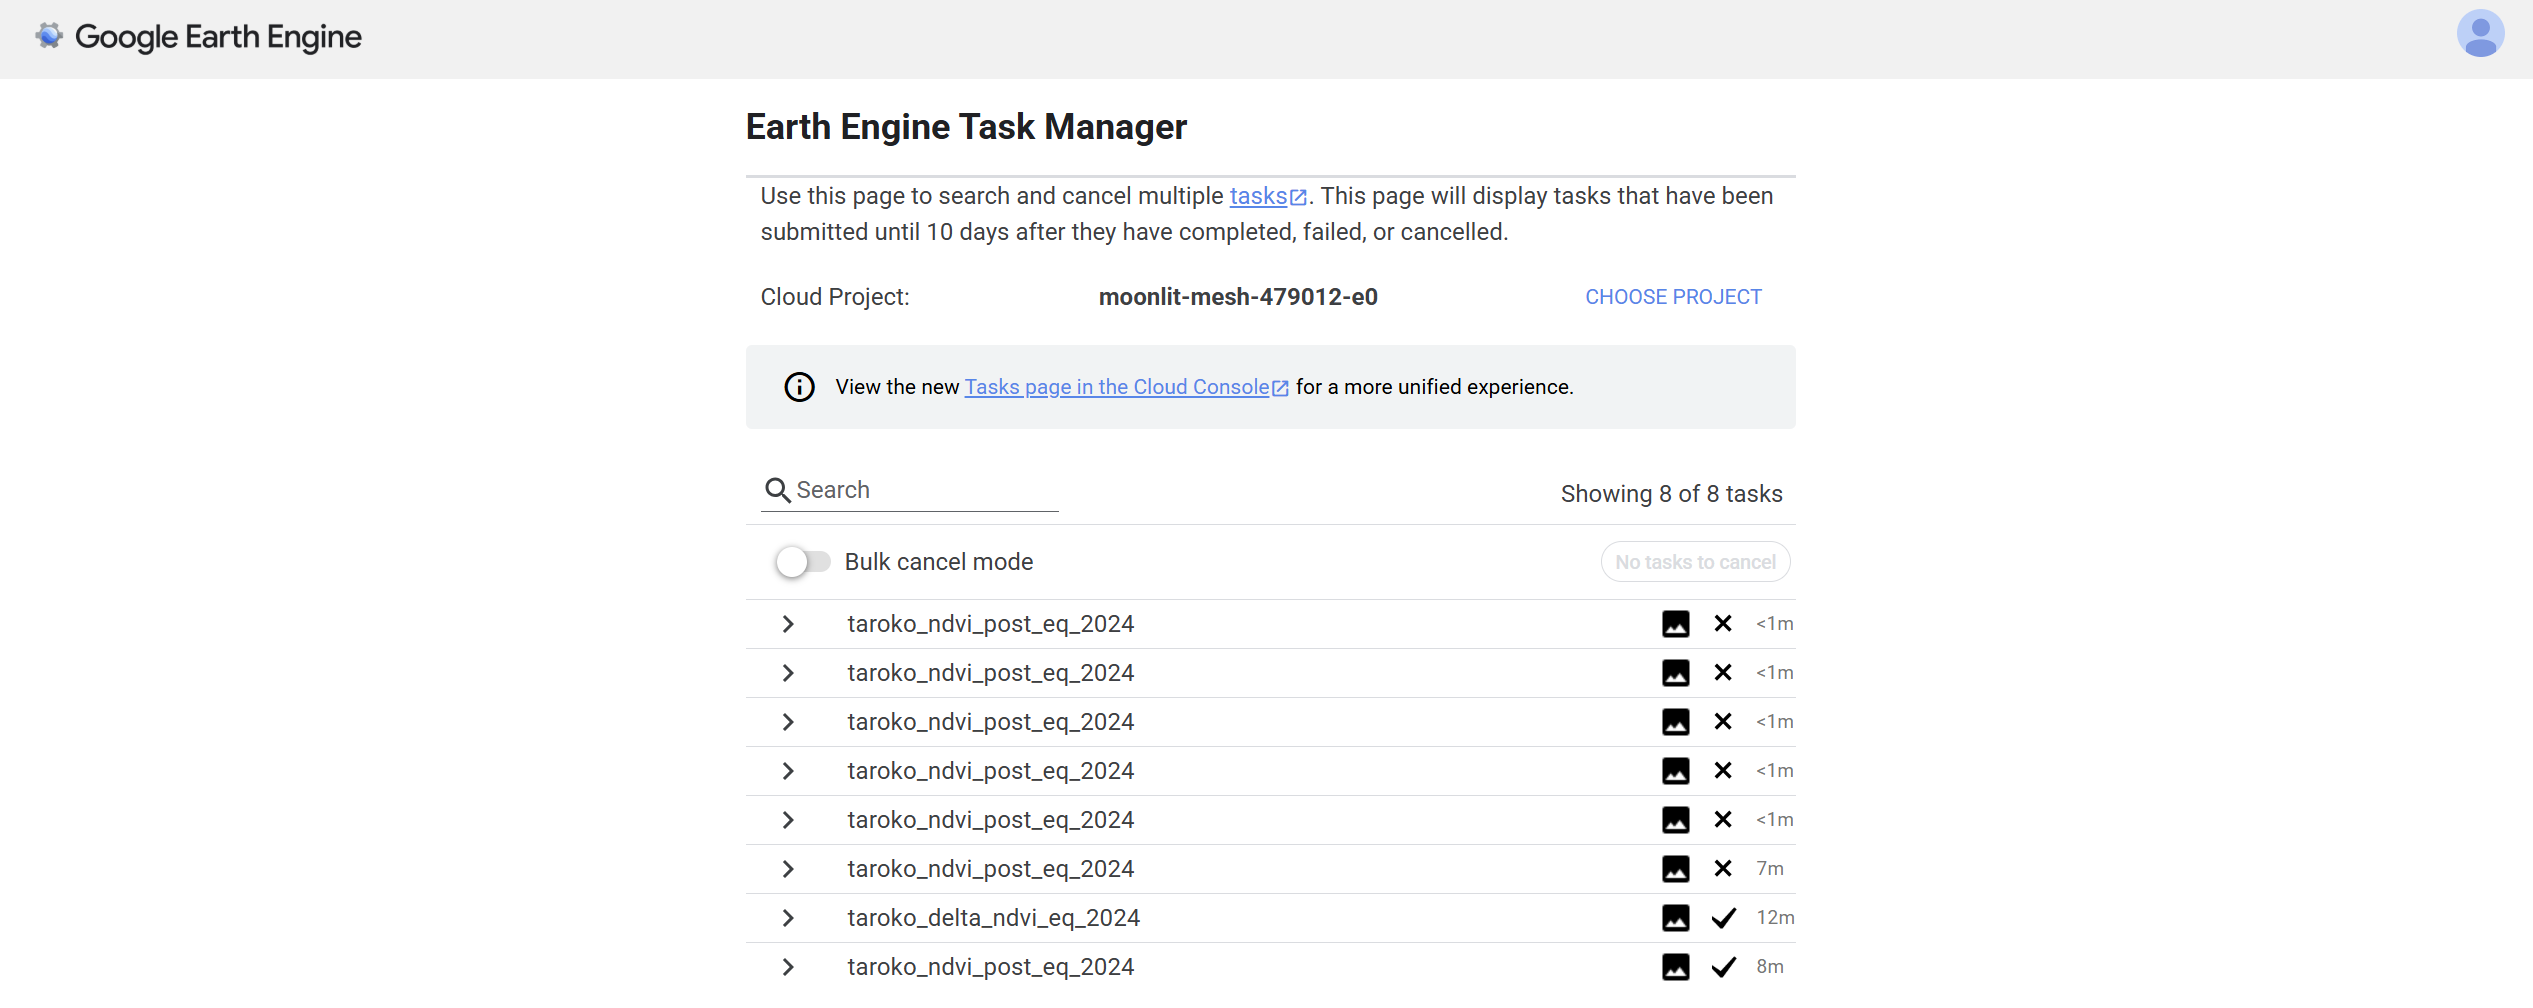 Google Earth Engine
Earth Engine Task Manager
Use this page to search and cancel multiple tasks. This page will display tasks that have been
submitted until 10 days after they have completed, failed, or cancelled.
Cloud Project: moonlit-mesh-479012-e0 CHOOSE PROJECT
View the new Tasks page in the Cloud Console for a more unified experience.
Search Showing 8 of 8 tasks
Bulk cancel mode No tasks to cancel
taroko_ndvi_post_eq_2024 <1m
taroko_ndvi_post_eq_2024 <1m
taroko_ndvi_post_eq_2024 <1m
taroko_ndvi_post_eq_2024 <1m
taroko_ndvi_post_eq_2024 <1m
taroko_ndvi_post_eq_2024 7m
taroko_delta_ndvi_eq_2024 12m
taroko_ndvi_post_eq_2024 8m